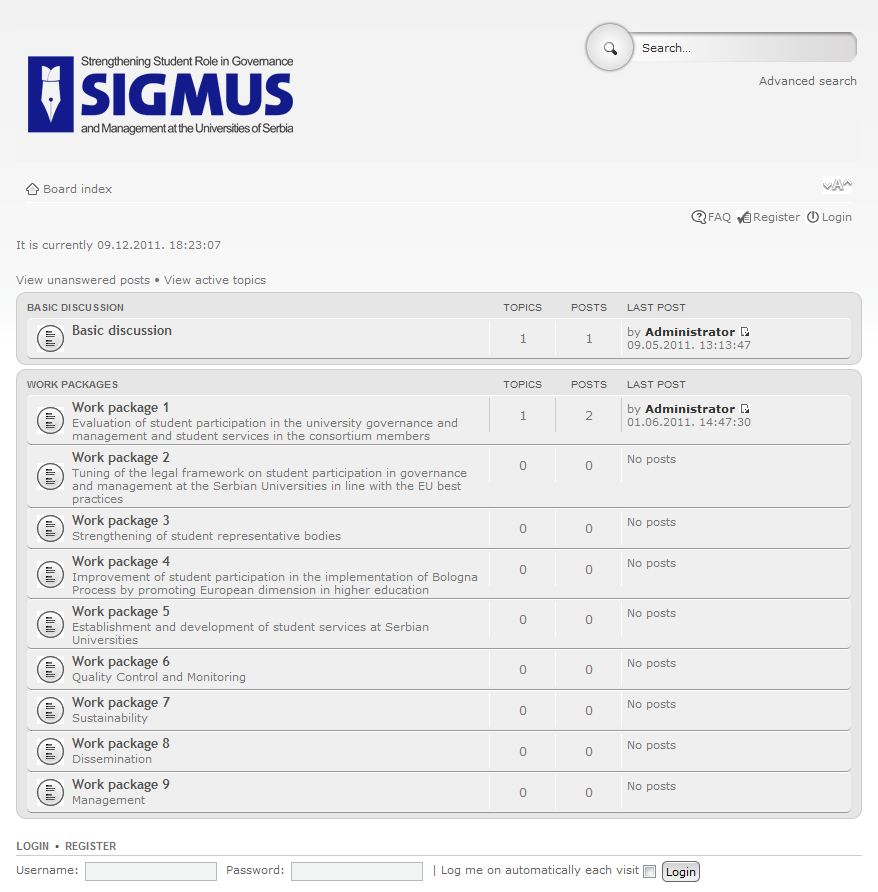 Strengthening Student Role in Governance
SIGMUS
and Management at the Universities of Serbia
Search...
Advanced search
Board index
A
FAQ Register Login
It is currently 09.12.2011. 18:23:07
View unanswered posts • View active topics
BASIC DISCUSSION TOPICS POSTS LAST POST
Basic discussion 1 1 by Administrator
09.05.2011. 13:13:47
WORK PACKAGES TOPICS POSTS LAST POST
Work package 1 1 2 by Administrator
Evaluation of student participation in the university governance and 01.06.2011. 14:47:30
management and student services in the consortium members
Work package 2 0 0 No posts
Tuning of the legal framework on student participation in governance
and management at the Serbian Universities in line with the EU best
practices
Work package 3 0 0 No posts
Strengthening of student representative bodies
Work package 4 0 0 No posts
Improvement of student participation in the implementation of Bologna
Process by promoting European dimension in higher education
Work package 5 0 0 No posts
Establishment and development of student services at Serbian
Universities
Work package 6 0 0 No posts
Quality Control and Monitoring
Work package 7 0 0 No posts
Sustainability
Work package 8 0 0 No posts
Dissemination
Work package 9 0 0 No posts
Management
LOGIN • REGISTER
Username: Password: | Log me on automatically each visit Login